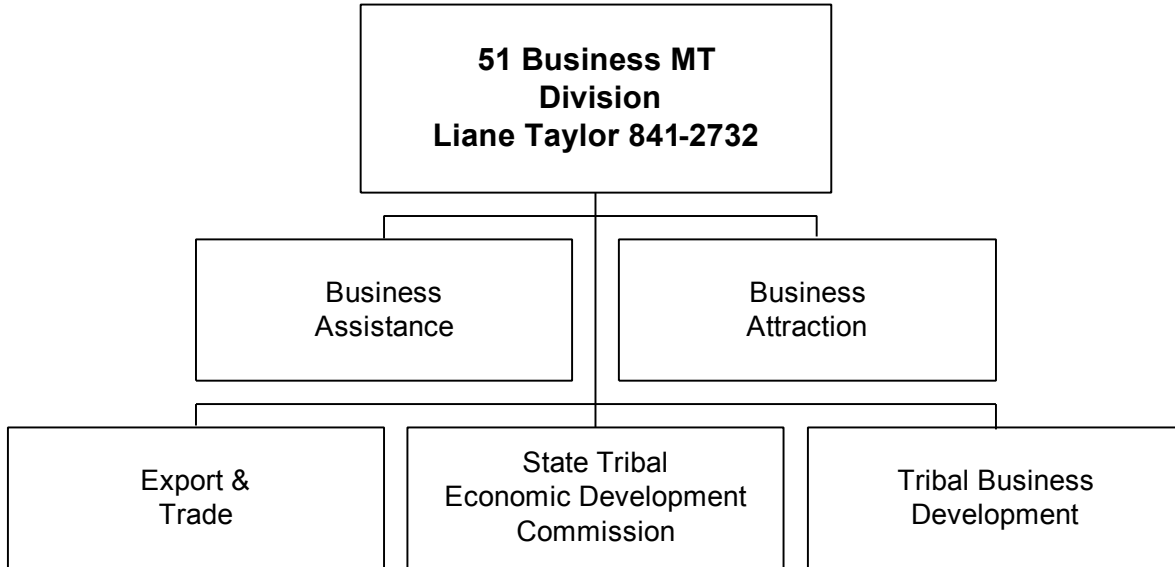 51 Business MT
Division
Liane Taylor 841-2732
Business
Assistance
Business
Attraction
Export &
Trade
State Tribal
Economic Development
Commission
Tribal Business
Development